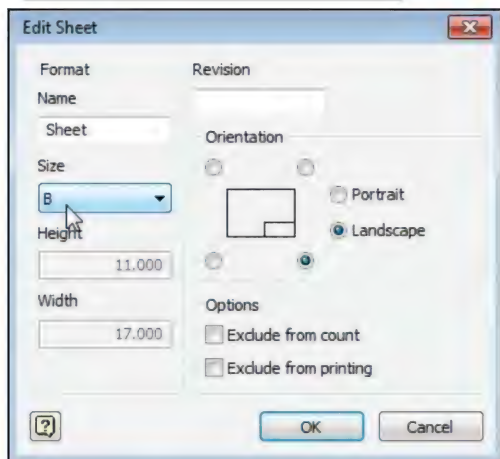 Edit Sheet
Format
Revision
Name
Sheet
Orientation
Size
B
Portrait
Landscape
Height
11.000
Width
17.000
Options
Exclude from count
Exclude from printing
OK
Cancel